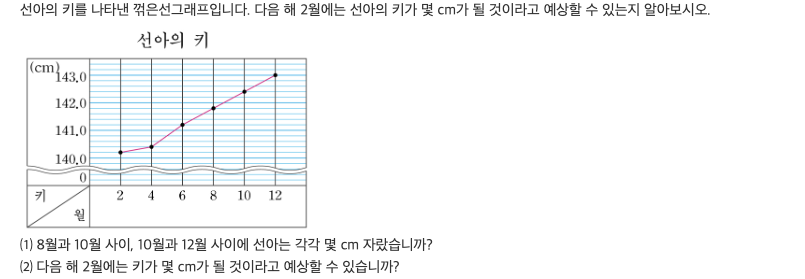 선아의 키를 나타낸 꺾은선그래프입니다. 다음 해 2월에는 선아의 키가 몇 cm가 될 것이라고 예상할 수 있는지 알아보시오.
선아의 키
(cm)
143.0
142.0
141.0
140.0
0
키
월
2 4 6 8 10 12
(1) 8월과 10월 사이, 10월과 12월 사이에 선아는 각각 몇 cm 자랐습니까?
(2) 다음 해 2월에는 키가 몇 cm가 될 것이라고 예상할 수 있습니까?